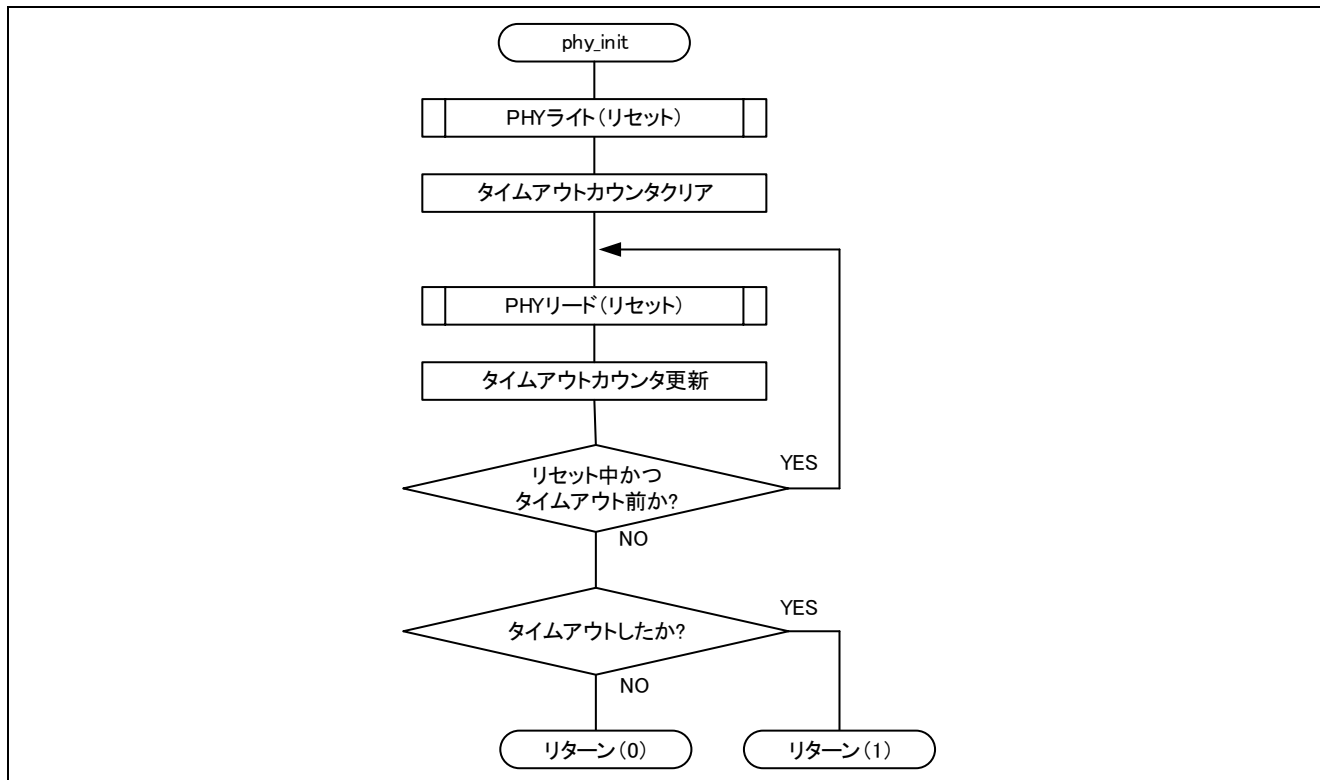 phy_init
PHYライト(リセット)
タイムアウトカウンタクリア
PHYリード(リセット)
タイムアウトカウンタ更新
リセット中かつ
タイムアウト前か?
YES
NO
タイムアウトしたか?
YES
NO
リターン(0)
リターン(1)